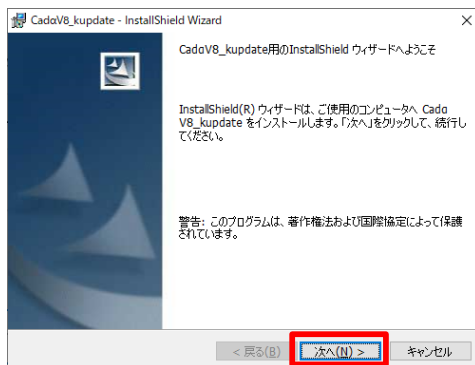 CadαV8_kupdate - InstallShield Wizard
CadαV8_kupdate用のInstallShield ウィザードへようこそ
InstallShield(R) ウィザードは、ご使用のコンピュータへ Cadα
V8_kupdate をインストールします。「次へ」をクリックして、続行し
てください。
警告: このプログラムは、著作権法および国際協定によって保護
されています。
< 戻る(B)
次へ(N) >
キャンセル